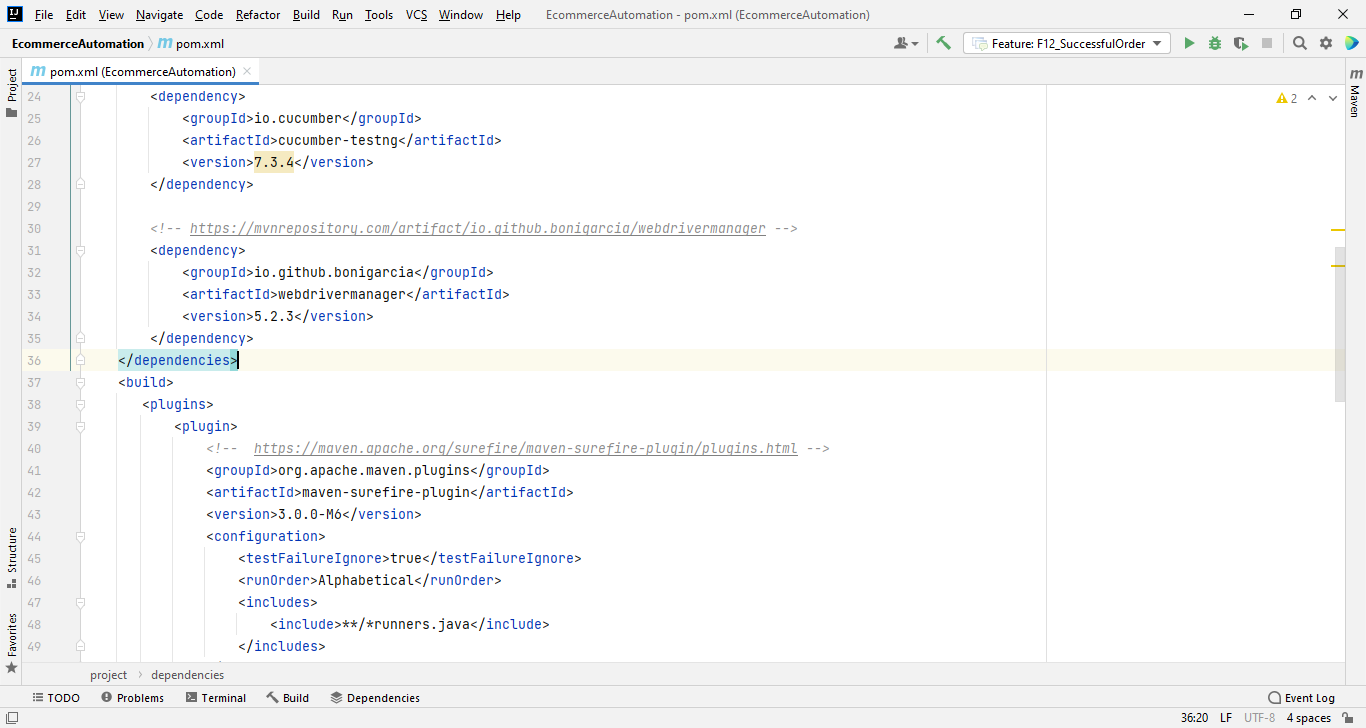 File Edit View Navigate Code Refactor Build Run Tools VCS Window Help EcommerceAutomation - pom.xml (EcommerceAutomation)
EcommerceAutomation pom.xml Feature: F12_SuccessfulOrder
pom.xml (EcommerceAutomation)
Project
Structure
Favorites
Maven
2
24 <dependency>
25 <groupId>io.cucumber</groupId>
26 <artifactId>cucumber-testng</artifactId>
27 <version>7.3.4</version>
28 </dependency>
29
30 <!-- https://mvnrepository.com/artifact/io.github.bonigarcia/webdrivermanager -->
31 <dependency>
32 <groupId>io.github.bonigarcia</groupId>
33 <artifactId>webdrivermanager</artifactId>
34 <version>5.2.3</version>
35 </dependency>
36 </dependencies>
37 <build>
38 <plugins>
39 <plugin>
40 <!--  https://maven.apache.org/surefire/maven-surefire-plugin/plugins.html -->
41 <groupId>org.apache.maven.plugins</groupId>
42 <artifactId>maven-surefire-plugin</artifactId>
43 <version>3.0.0-M6</version>
44 <configuration>
45 <testFailureIgnore>true</testFailureIgnore>
46 <runOrder>Alphabetical</runOrder>
47 <includes>
48 <include>**/*runners.java</include>
49 </includes>
project dependencies
TODO Problems Terminal Build Dependencies Event Log
36:20 LF UTF-8 4 spaces